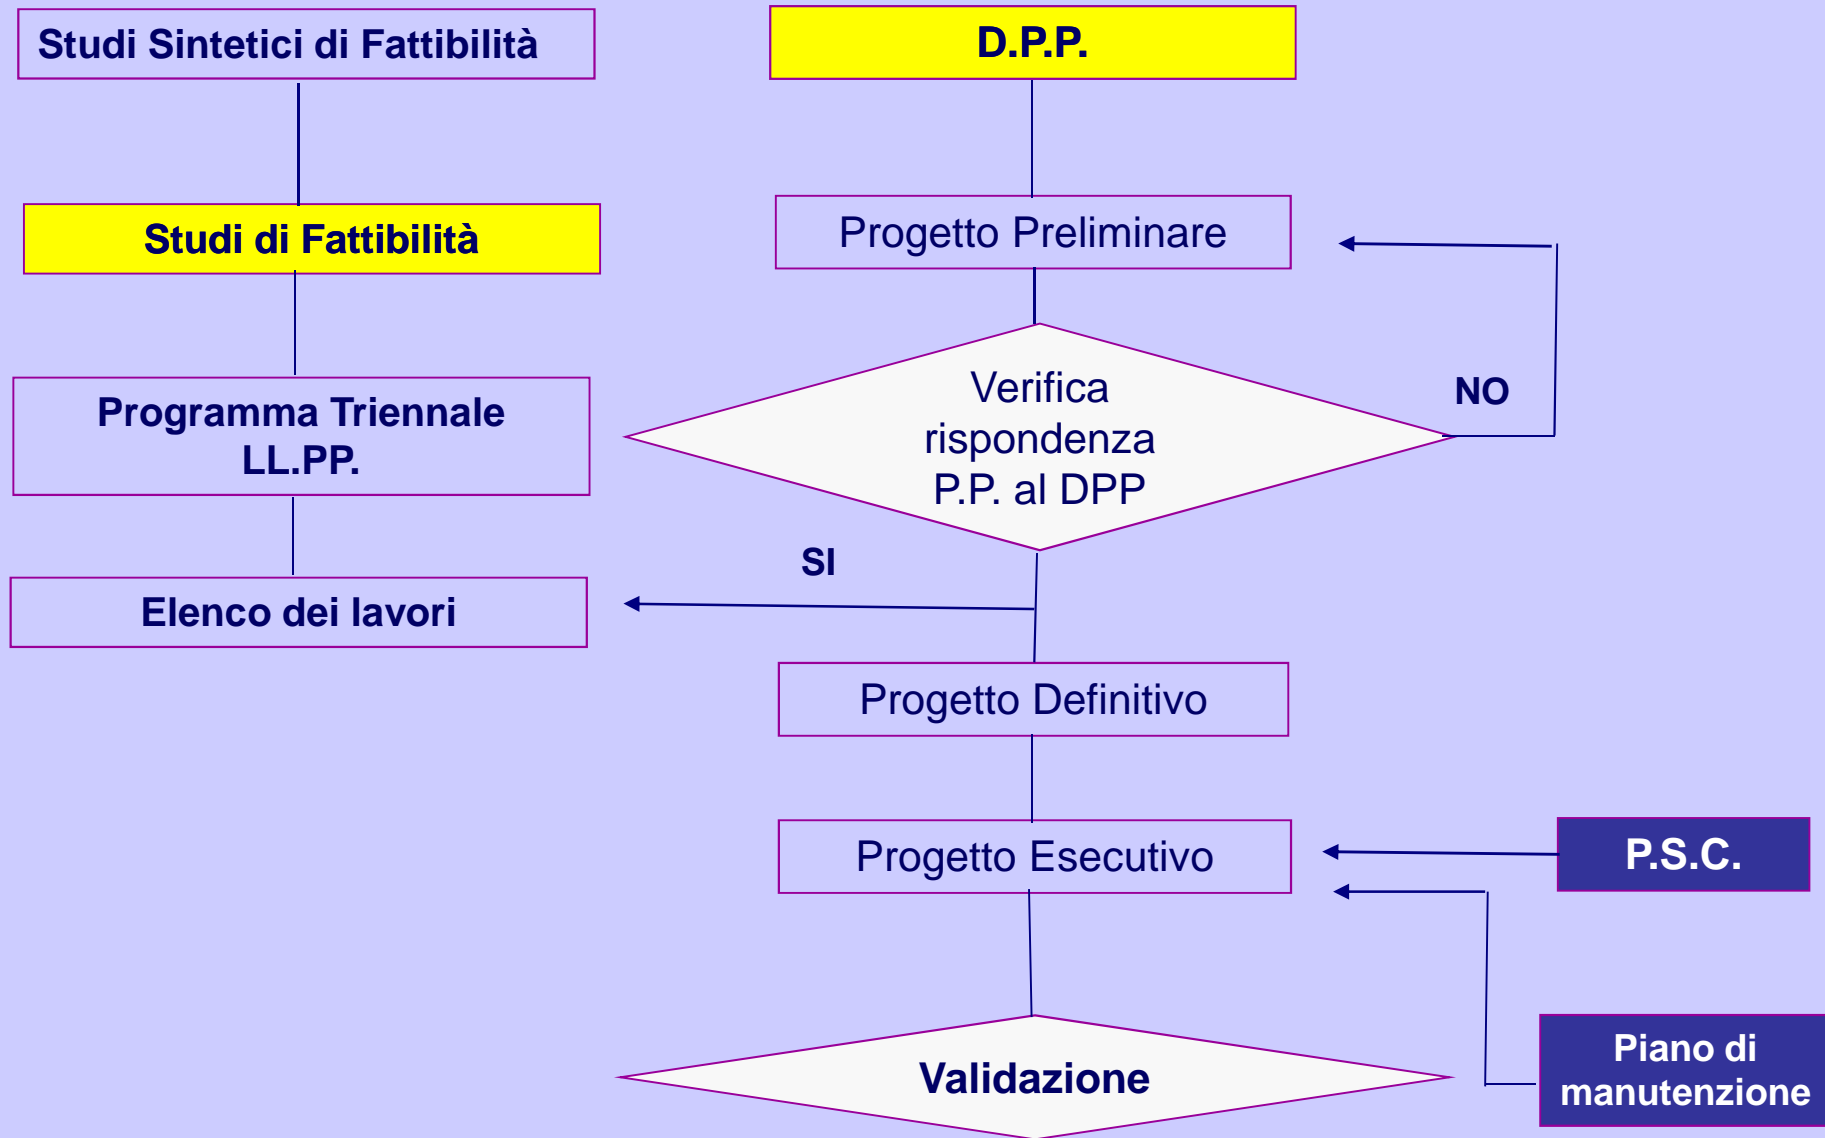 Studi Sintetici di Fattibilità
D.P.P.
Studi di Fattibilità
Progetto Preliminare
Programma Triennale
LL.PP.
Verifica
rispondenza
P.P. al DPP
NO
SI
Elenco dei lavori
Progetto Definitivo
Progetto Esecutivo
P.S.C.
Validazione
Piano di
manutenzione